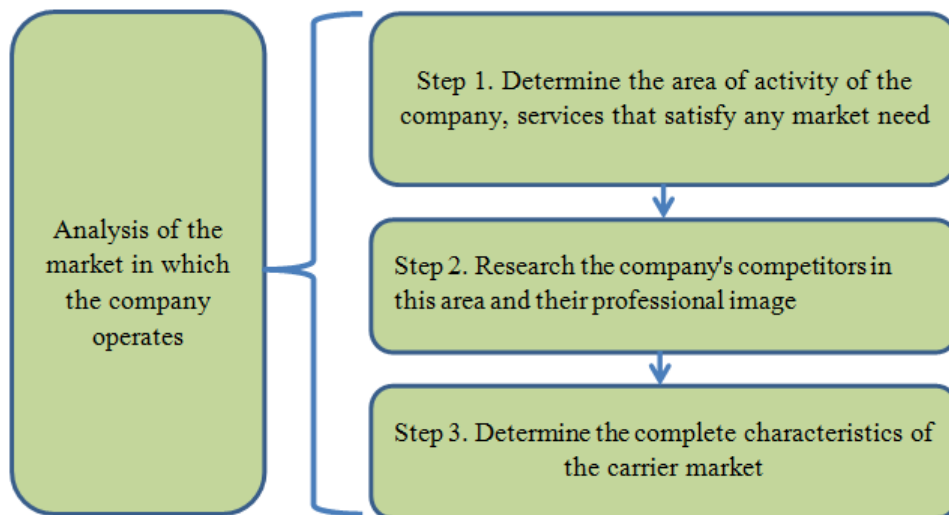 Analysis of the
market in which
the company
operates
Step 1. Determine the area of activity of the
company, services that satisfy any market need
Step 2. Research the company's competitors in
this area and their professional image
Step 3. Determine the complete characteristics of
the carrier market